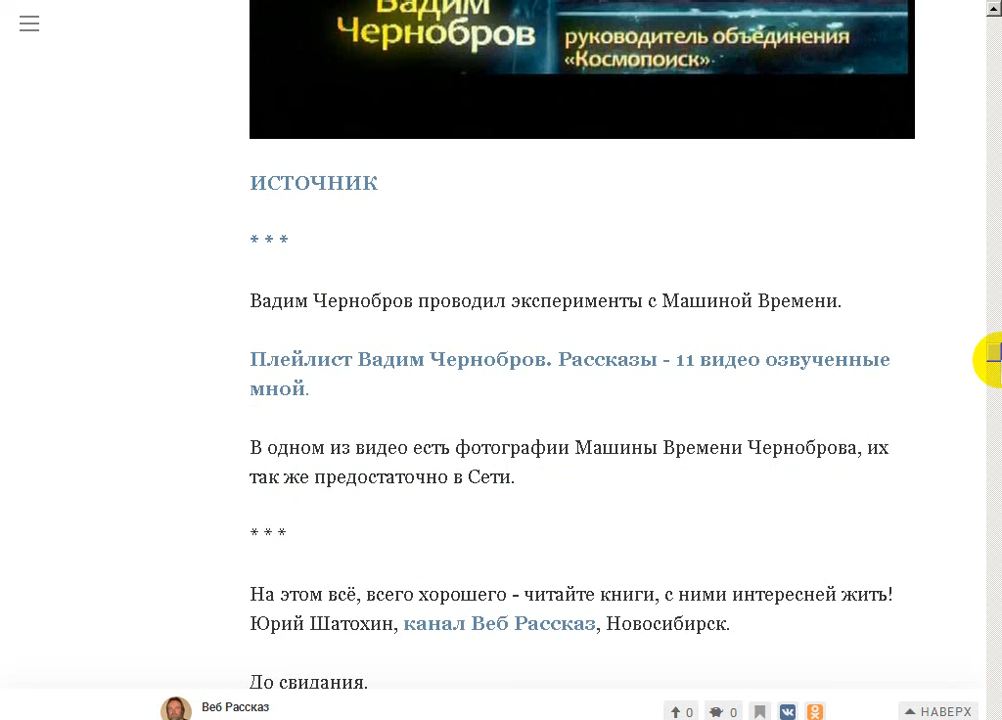 Вадим
Чернобров
руководитель объединения
«Космопоиск»
ИСТОЧНИК
* * *
Вадим Чернобров проводил эксперименты с Машиной Времени.
Плейлист Вадим Чернобров. Рассказы - 11 видео озвученные
мной.
В одном из видео есть фотографии Машины Времени Черноброва, их
так же предостаточно в Сети.
* * *
На этом всё, всего хорошего - читайте книги, с ними интересней жить!
Юрий Шатохин, канал Веб Рассказ, Новосибирск.
До свидания.
Веб Рассказ
0
0
НАВЕРХ